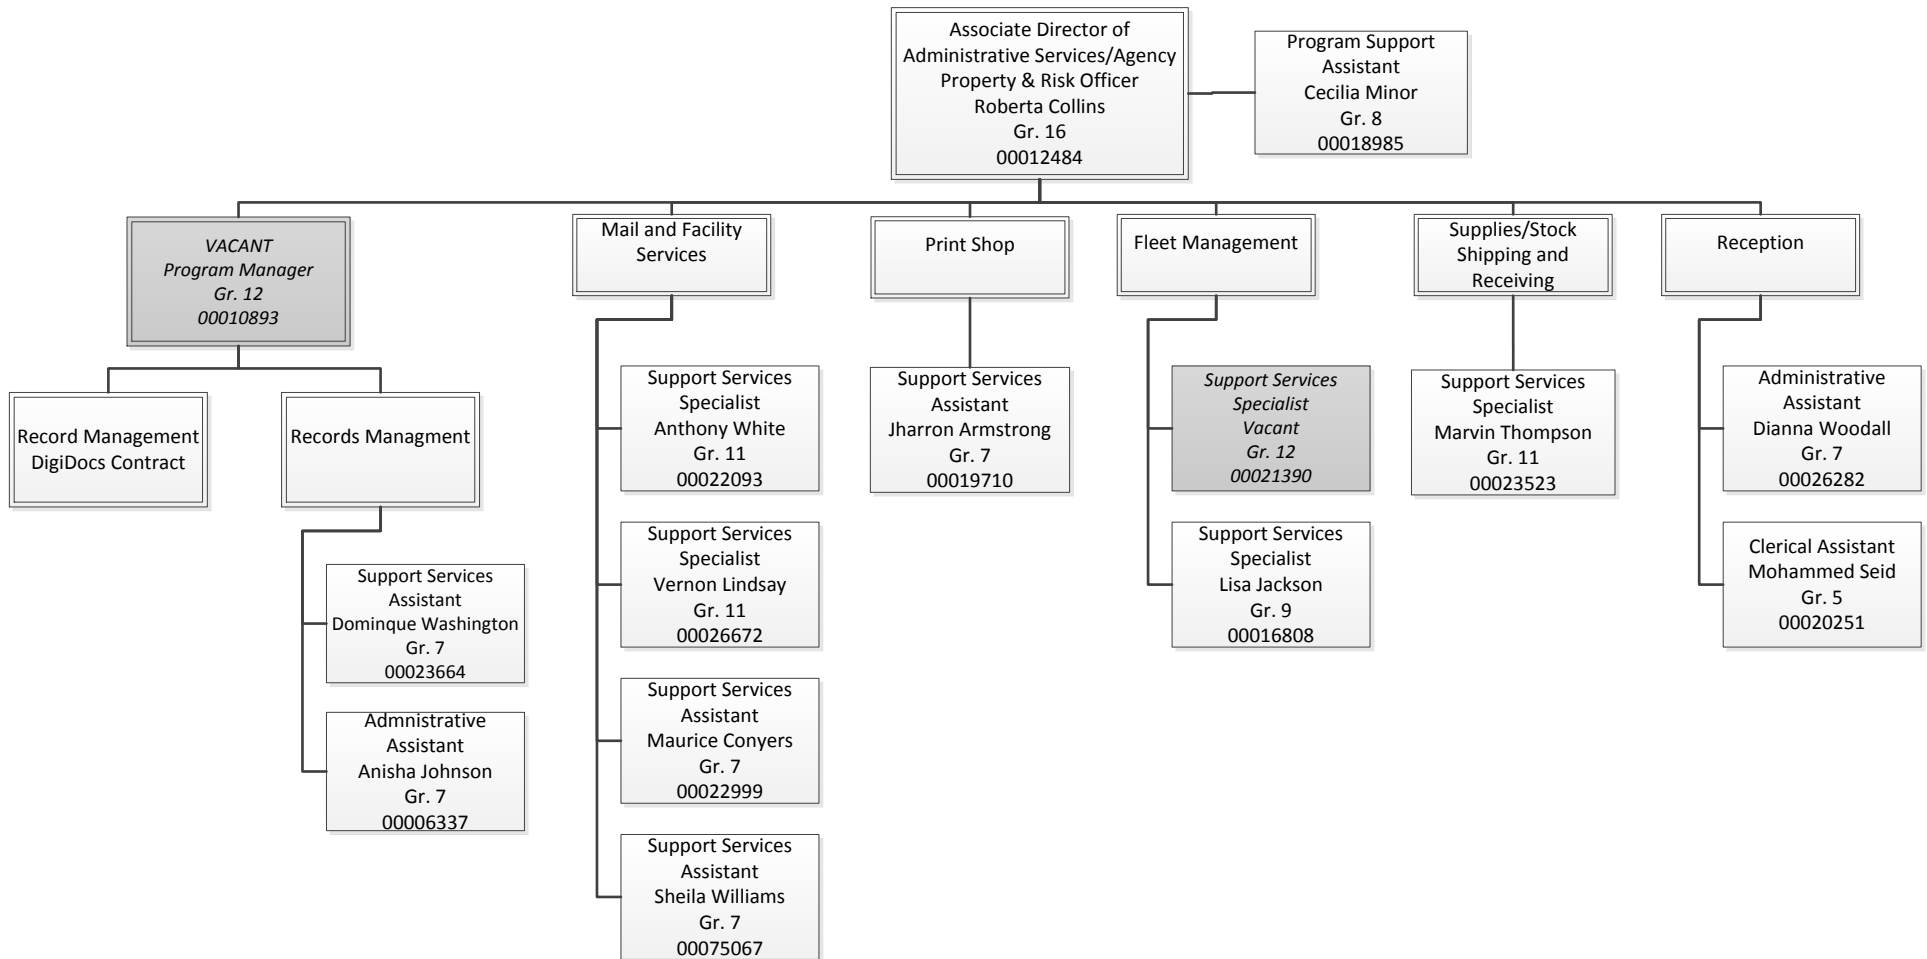 Associate Director of
Administrative Services/Agency
Property & Risk Officer
Roberta Collins
Gr. 16
00012484
Program Support
Assistant
Cecilia Minor
Gr. 8
00018985
VACANT
Program Manager
Gr. 12
00010893
Mail and Facility
Services
Print Shop
Fleet Management
Supplies/Stock
Shipping and
Receiving
Reception
Record Management
DigiDocs Contract
Records Managment
Support Services
Assistant
Dominque Washington
Gr. 7
00023664
Admnistrative
Assistant
Anisha Johnson
Gr. 7
00006337
Support Services
Specialist
Anthony White
Gr. 11
00022093
Support Services
Specialist
Vernon Lindsay
Gr. 11
00026672
Support Services
Assistant
Maurice Conyers
Gr. 7
00022999
Support Services
Assistant
Sheila Williams
Gr. 7
00075067
Support Services
Assistant
Jharron Armstrong
Gr. 7
00019710
Support Services
Specialist
Vacant
Gr. 12
00021390
Support Services
Specialist
Lisa Jackson
Gr. 9
00016808
Support Services
Specialist
Marvin Thompson
Gr. 11
00023523
Administrative
Assistant
Dianna Woodall
Gr. 7
00026282
Clerical Assistant
Mohammed Seid
Gr. 5
00020251